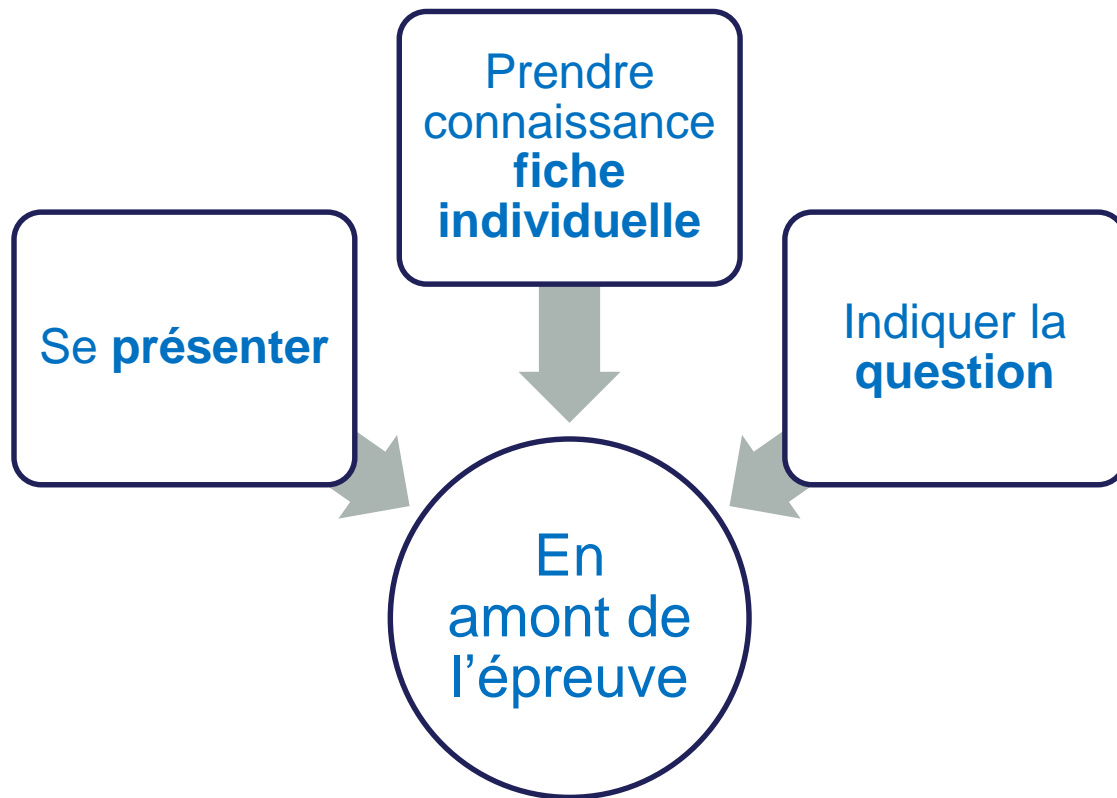 Prendre
connaissance
fiche
individuelle
Se présenter
Indiquer la
question
En
amont de
l’épreuve